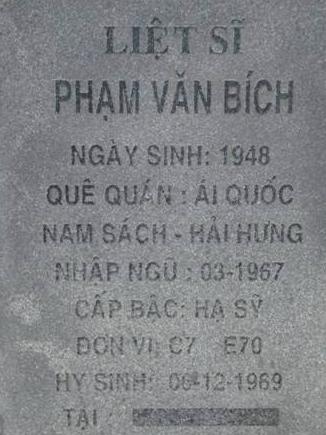 LIỆT SĨ
PHẠM VĂN BÍCH
NGÀY SINH: 1948
QUÊ QUÁN : ÁI QUỐC
NAM SÁCH - HẢI HƯNG
NHẬP NGŨ : 03-1967
CẤP BẬC: HẠ SỸ
ĐƠN VỊ: C7 E70
HY SINH: 06-12-1969
TẠI :